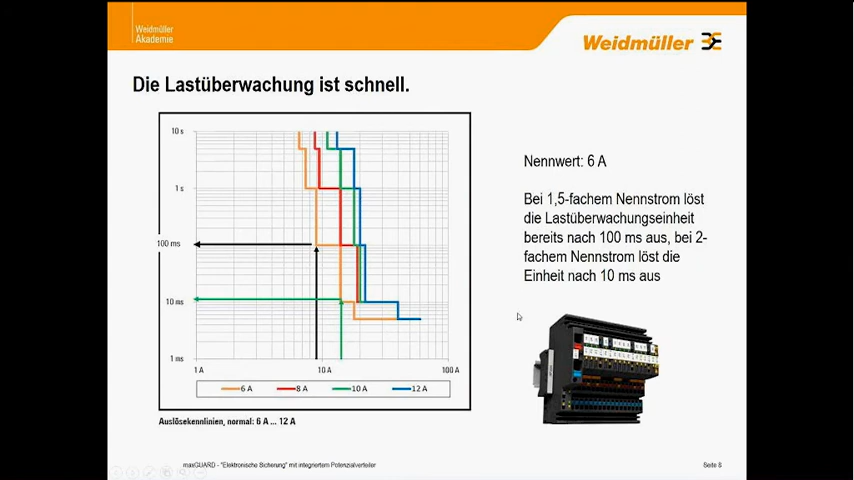 Weidmüller
Akademie
Weidmüller
Die Lastüberwachung ist schnell.
10 s
1 s
100 ms
10 ms
1 ms
1 A
10 A
100 A
6 A
8 A
10 A
12 A
Auslösekennlinien, normal: 6 A ... 12 A
Nennwert: 6 A
Bei 1,5-fachem Nennstrom löst
die Lastüberwachungseinheit
bereits nach 100 ms aus, bei 2-
fachem Nennstrom löst die
Einheit nach 10 ms aus
maxGUARD - "Elektronische Sicherung" mit integriertem Potenzialverteiler
Seite 8